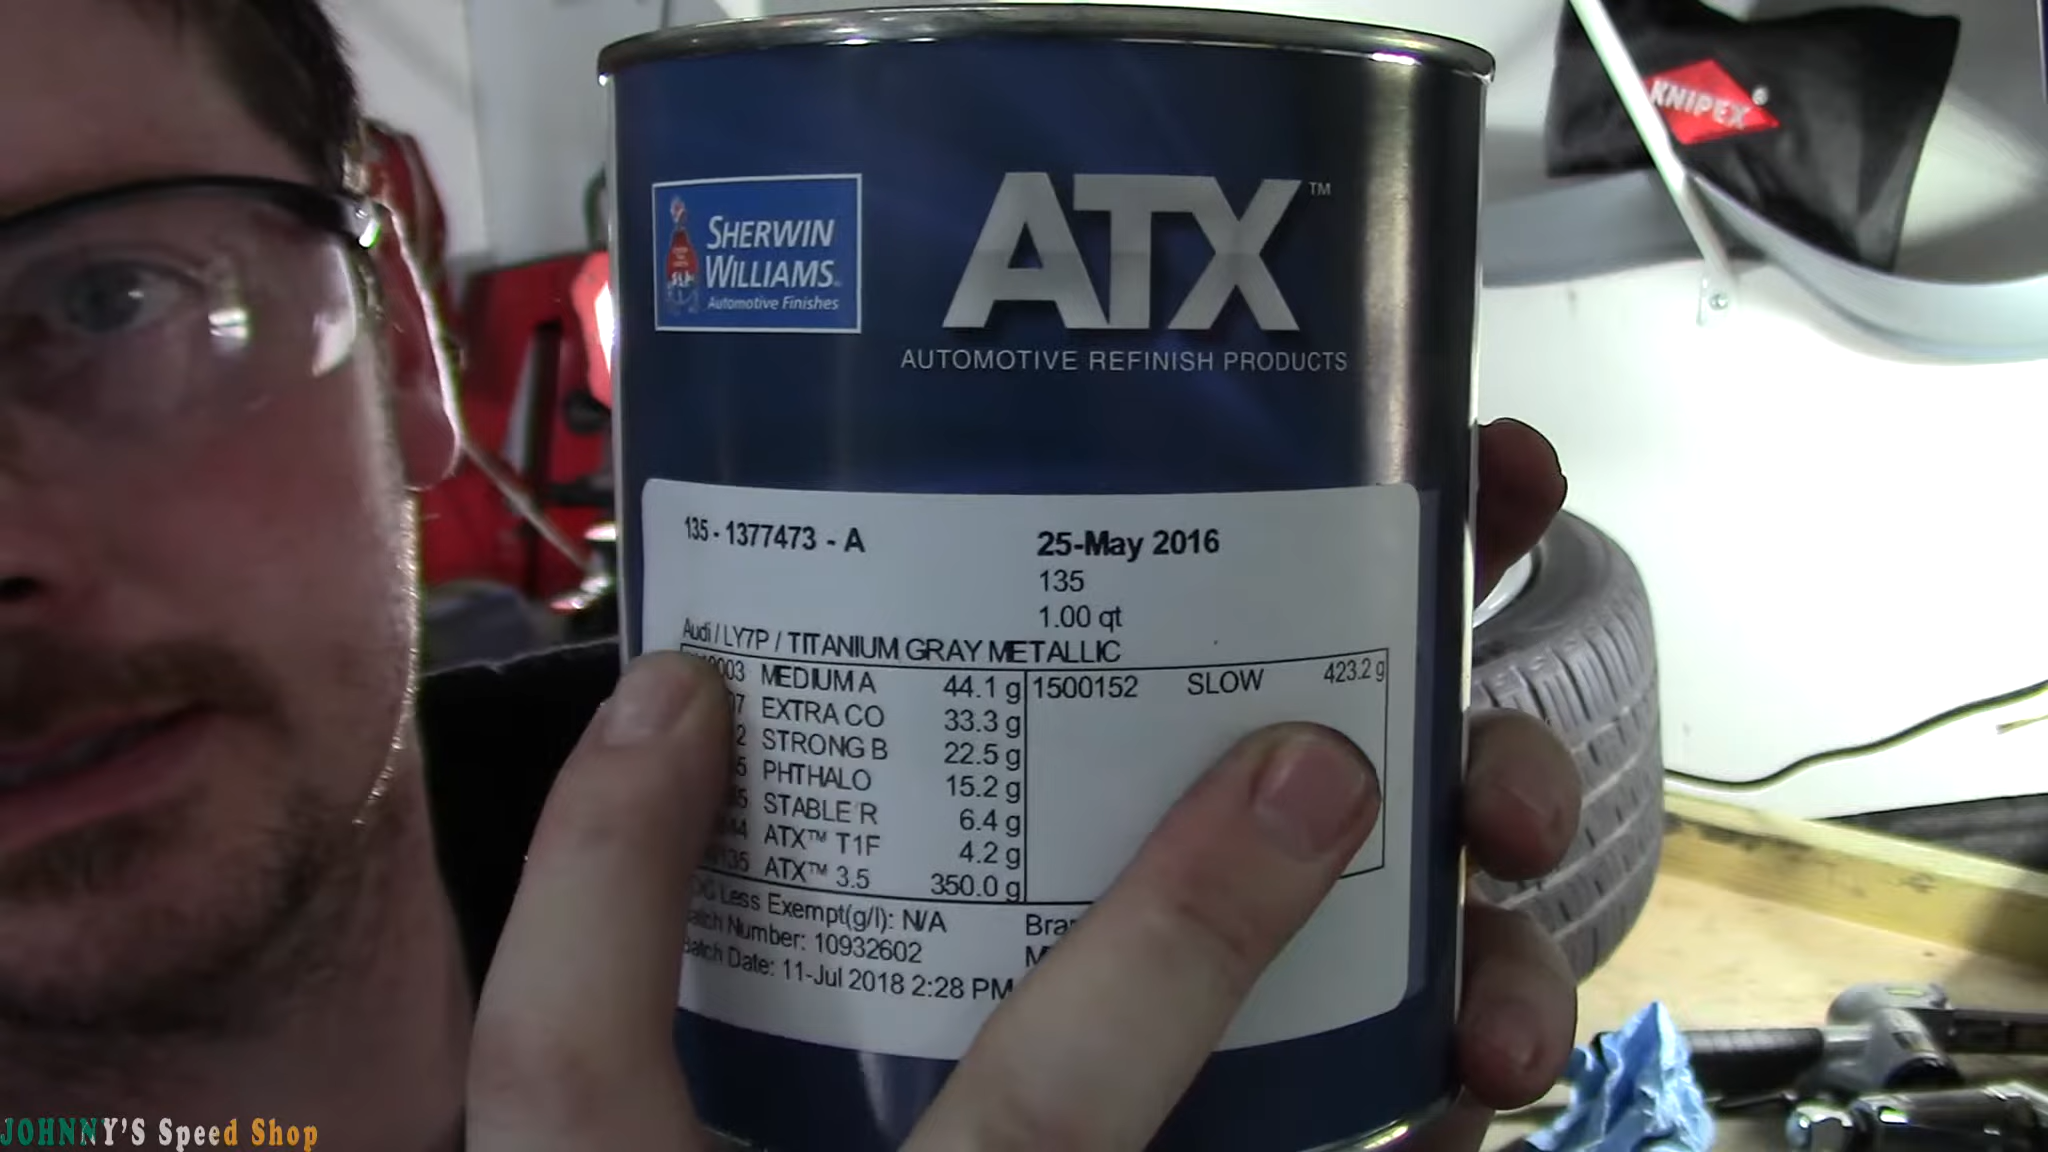 KNIPEX®
SHERWIN
WILLIAMS
Automotive Finishes
ATX™
AUTOMOTIVE REFINISH PRODUCTS
135 - 1377473 - A
25-May 2016
135
1.00 qt
Audi / LY7P / TITANIUM GRAY METALLIC
MEDIUM A 44.1 g 1500152 SLOW 423.2 g
EXTRA CO 33.3 g
STRONG B 22.5 g
PHTHALO 15.2 g
STABLE R 6.4 g
ATX™ T1F 4.2 g
ATX™ 3.5 350.0 g
Less Exempt(g/l): N/A
Number: 10932602
Batch Date: 11-Jul 2018 2:28 PM
JOHNNY'S Speed Shop